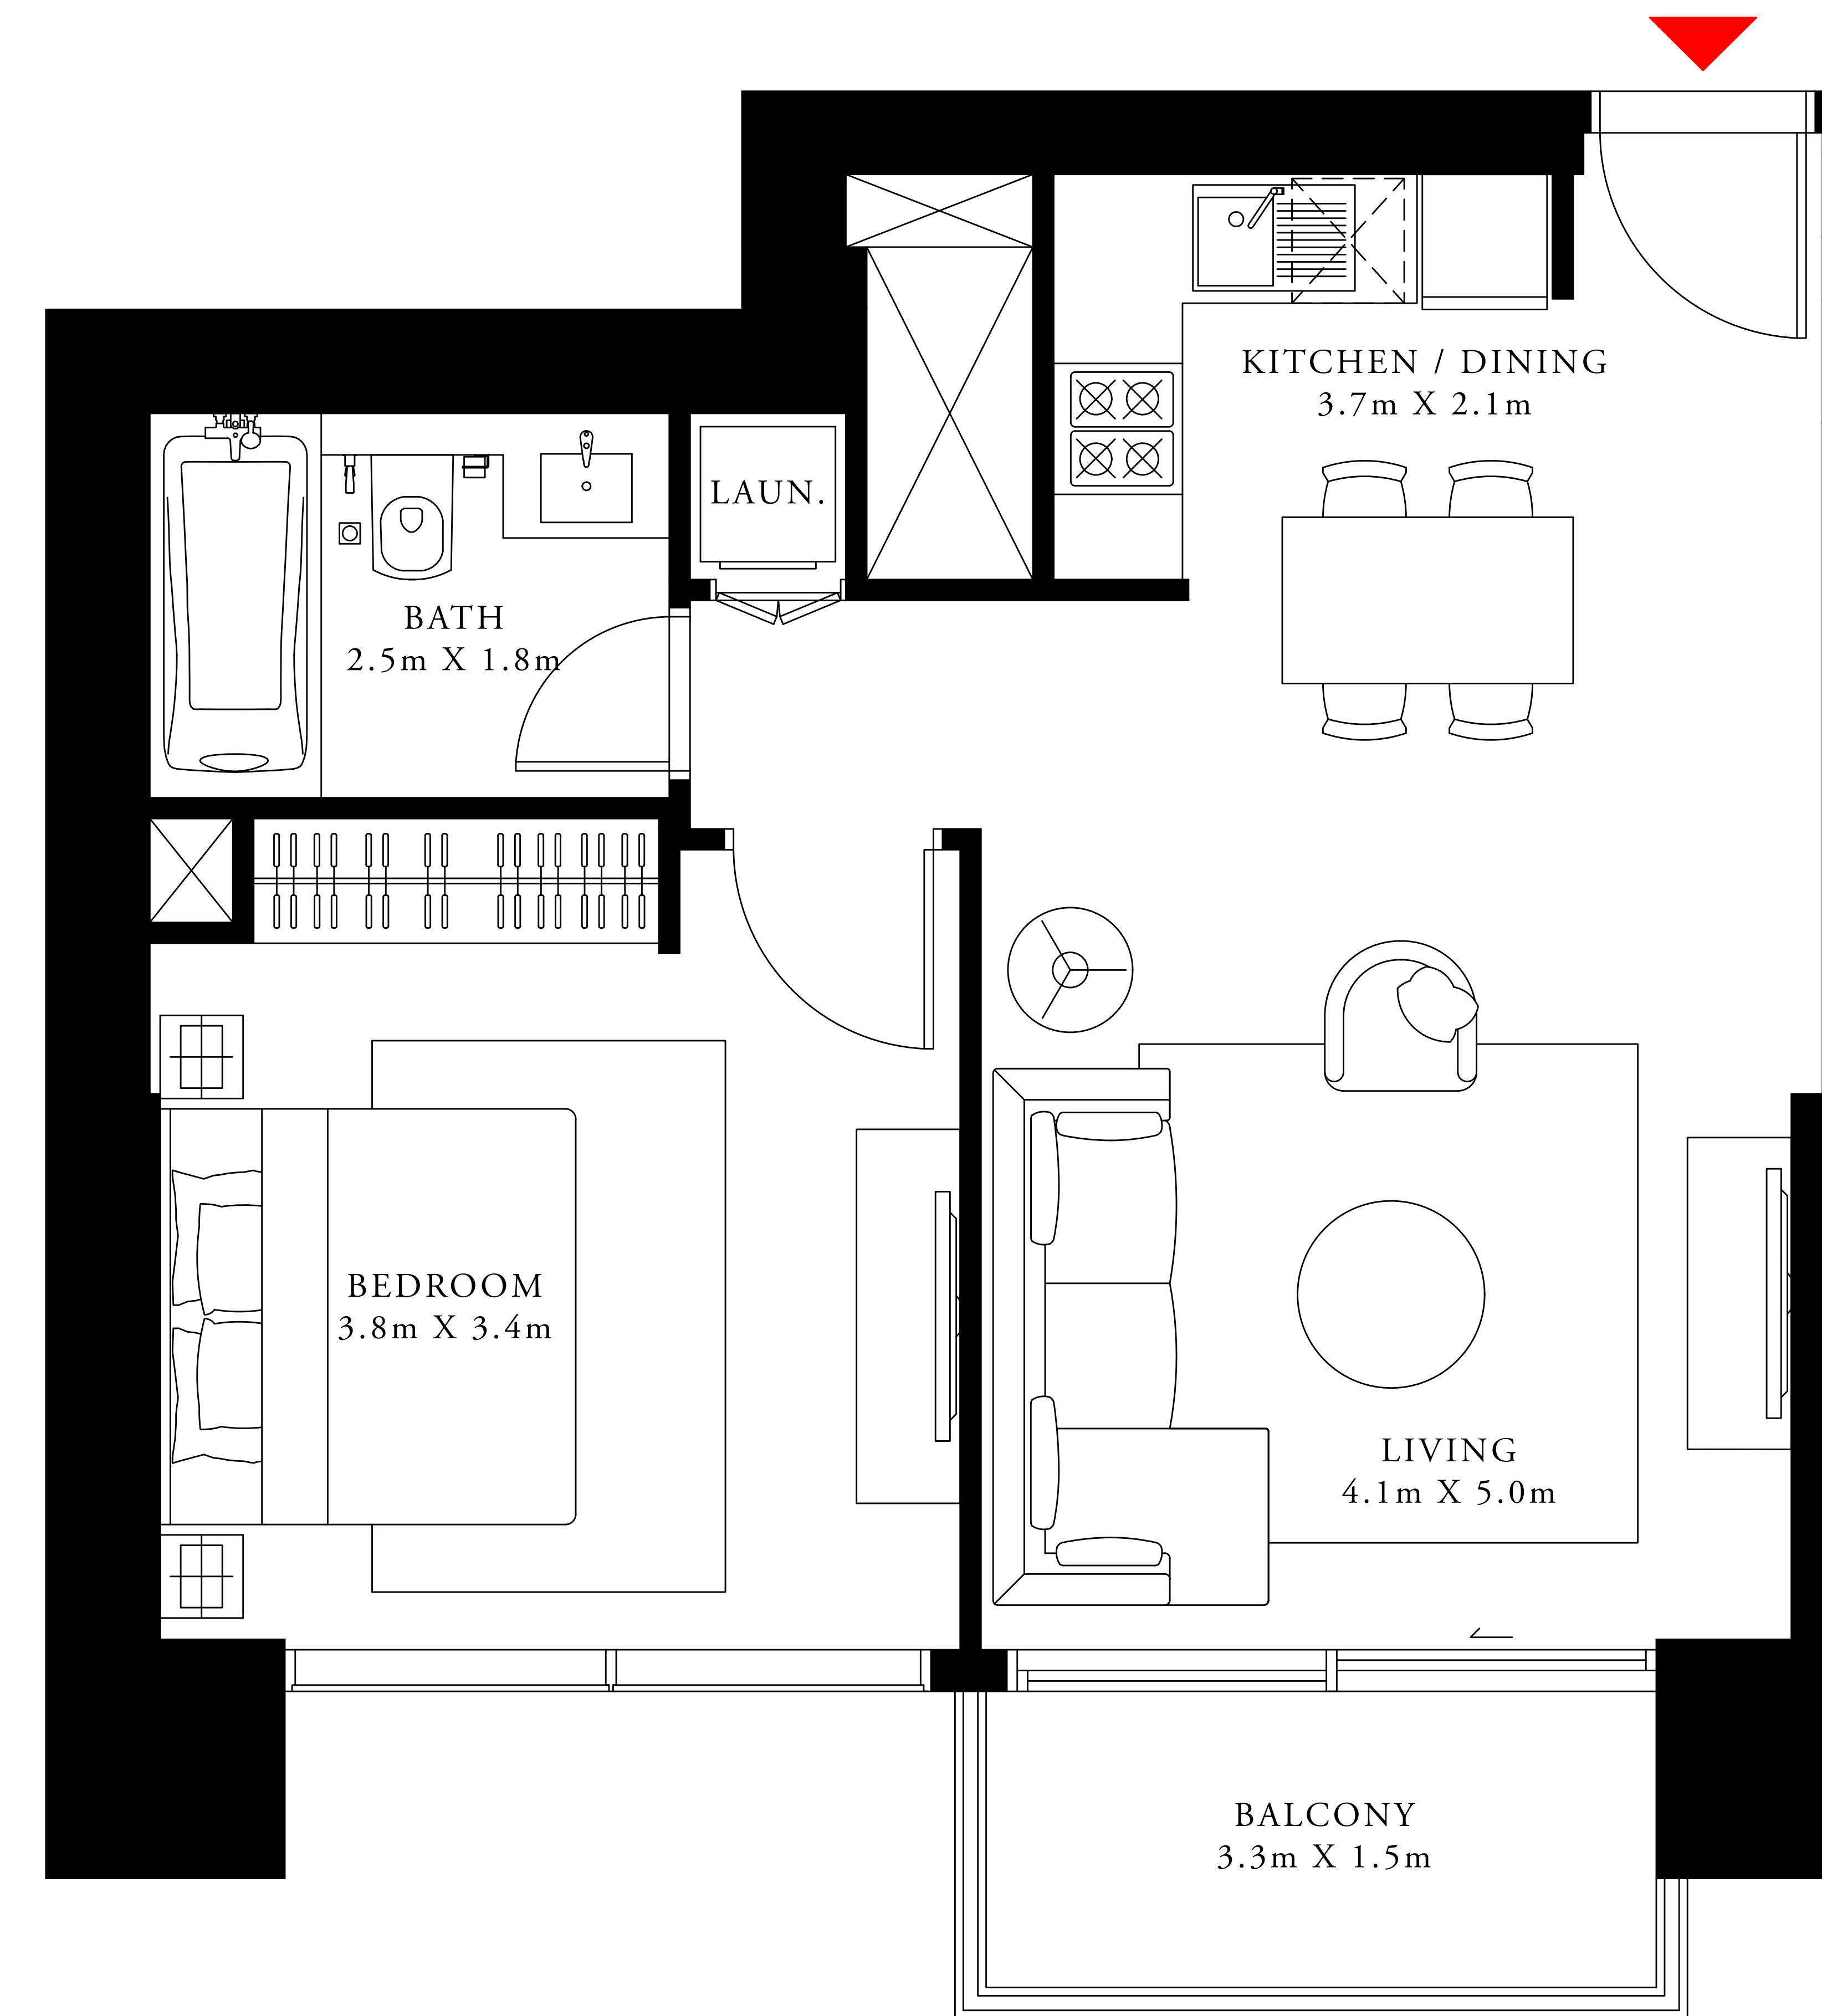 KITCHEN / DINING
3.7m X 2.1m
LAUN.
BATH
2.5m X 1.8m
BEDROOM
3.8m X 3.4m
LIVING
4.1m X 5.0m
BALCONY
3.3m X 1.5m